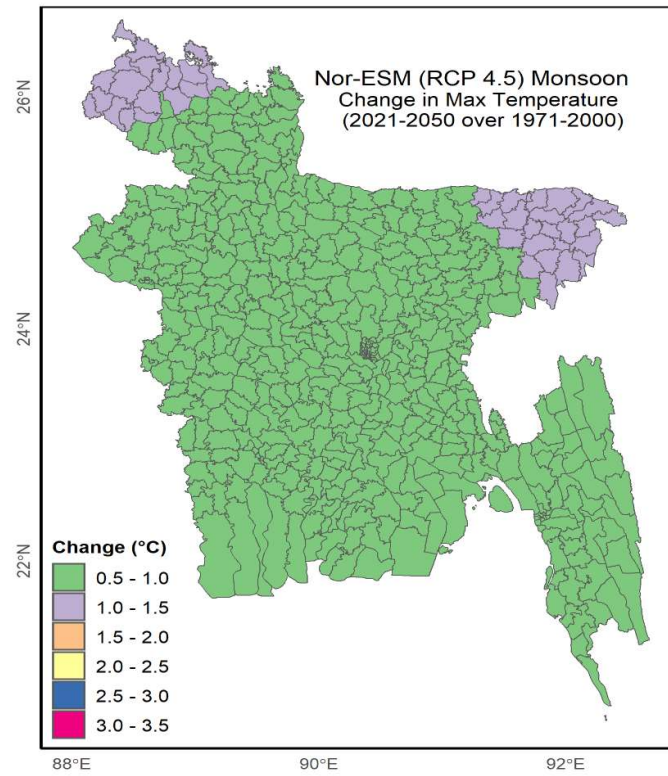 Nor-ESM (RCP 4.5) Monsoon
Change in Max Temperature
(2021-2050 over 1971-2000)
26°N
24°N
22°N
Change (°C)
0.5 - 1.0
1.0 - 1.5
1.5 - 2.0
2.0 - 2.5
2.5 - 3.0
3.0 - 3.5
88°E 90°E 92°E